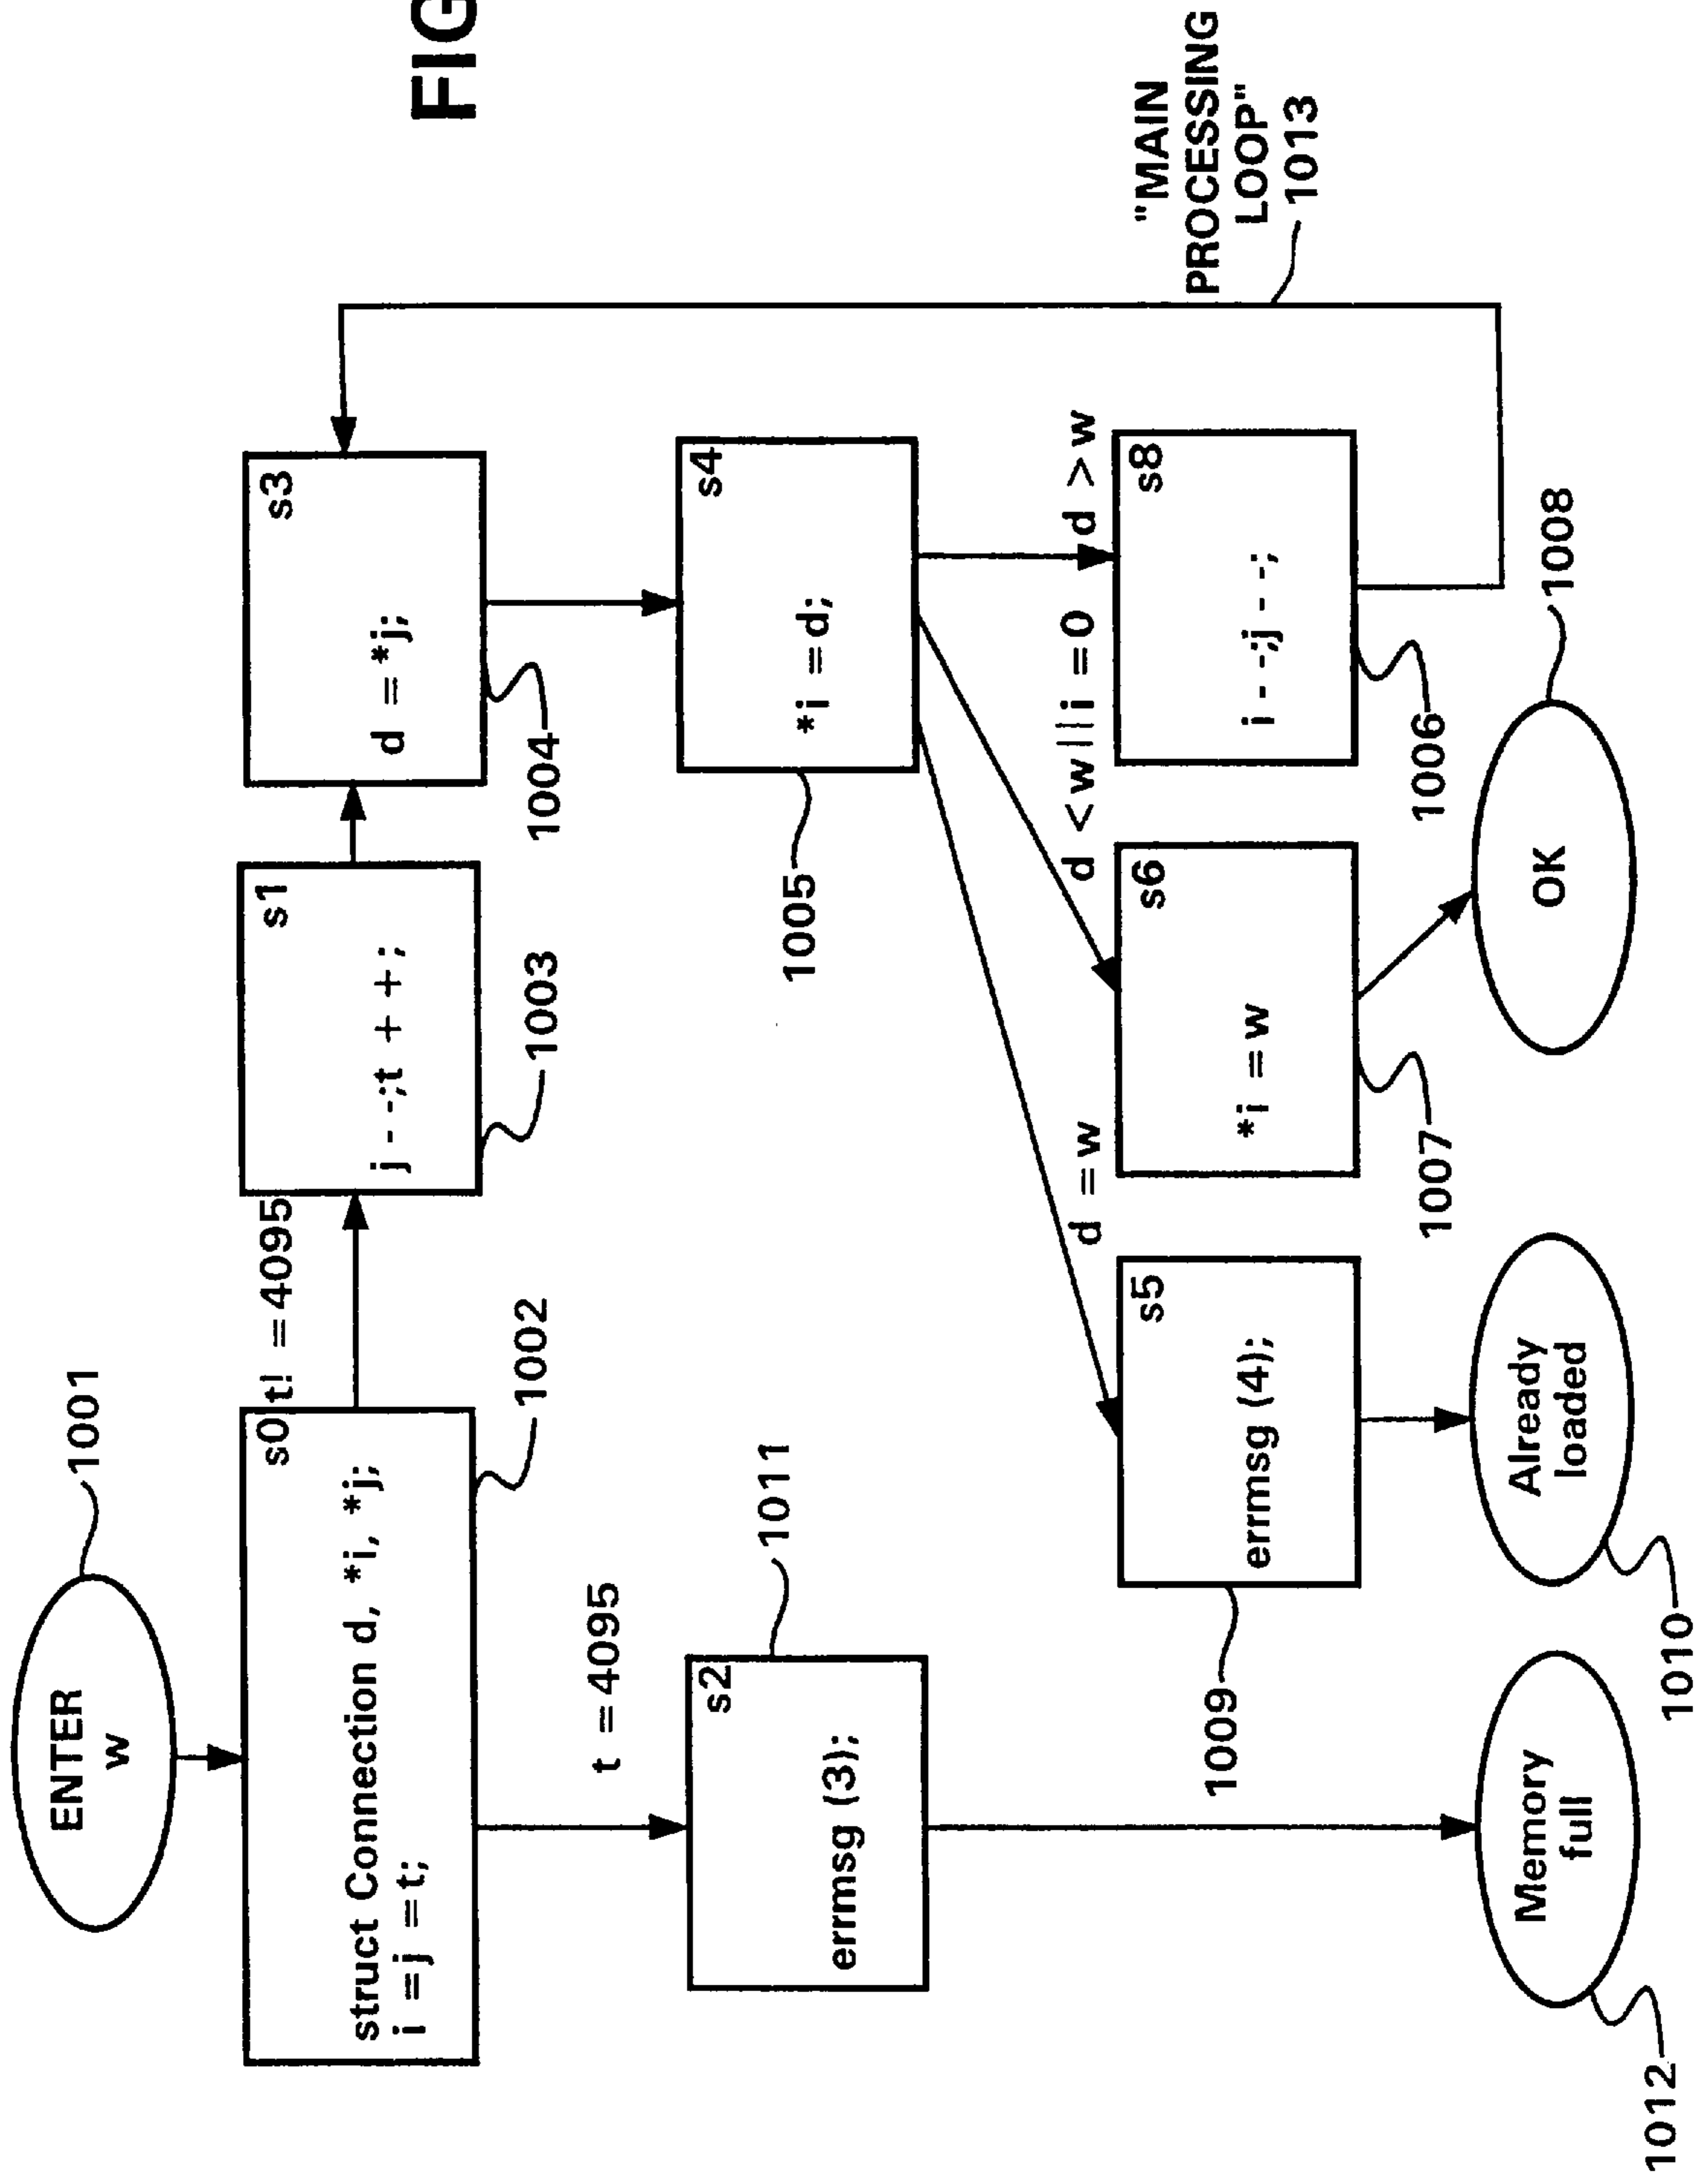 FIG
ENTER
w
1001
s0
struct Connection d, *i, *j;
i = j = t;
1002
t! = 4095
s1
j - -;t + + ;
1003
s3
d = *j;
1004
t = 4095
s2
errmsg (3);
1011
s4
*i = d;
1005
"MAIN
PROCESSING
LOOP"
1013
d = w
d < w || i = 0
d > w
s5
errmsg (4);
1009
s6
*i = w
1007
s8
i - -;j - -;
1006
Memory
full
1012
Already
loaded
1010
OK
1008